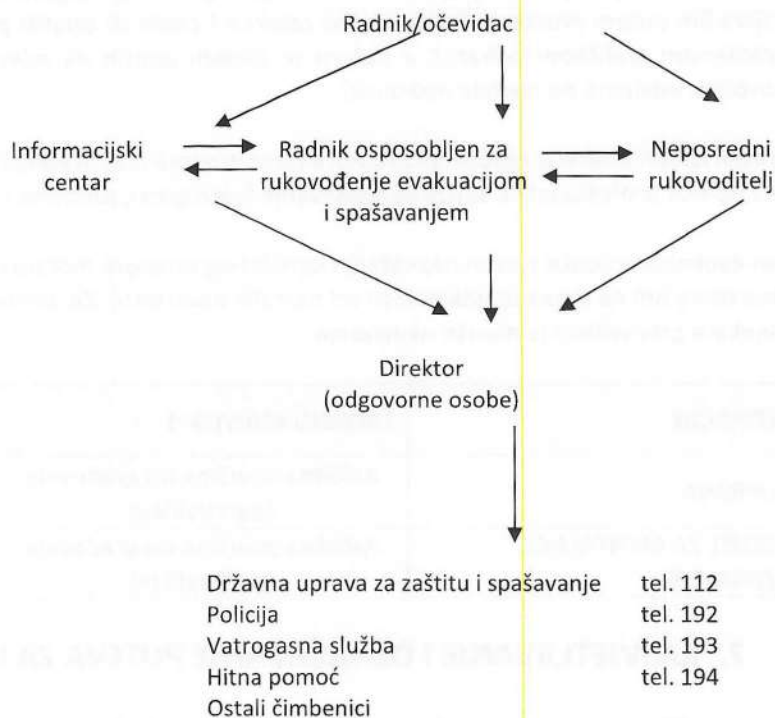 Radnik/očevidac
Informacijski centar
Radnik osposobljen za rukovođenje evakuacijom i spašavanjem
Neposredni rukovoditelj
Direktor
(odgovorne osobe)
Državna uprava za zaštitu i spašavanje tel. 112
Policija tel. 192
Vatrogasna služba tel. 193
Hitna pomoć tel. 194
Ostali čimbenici